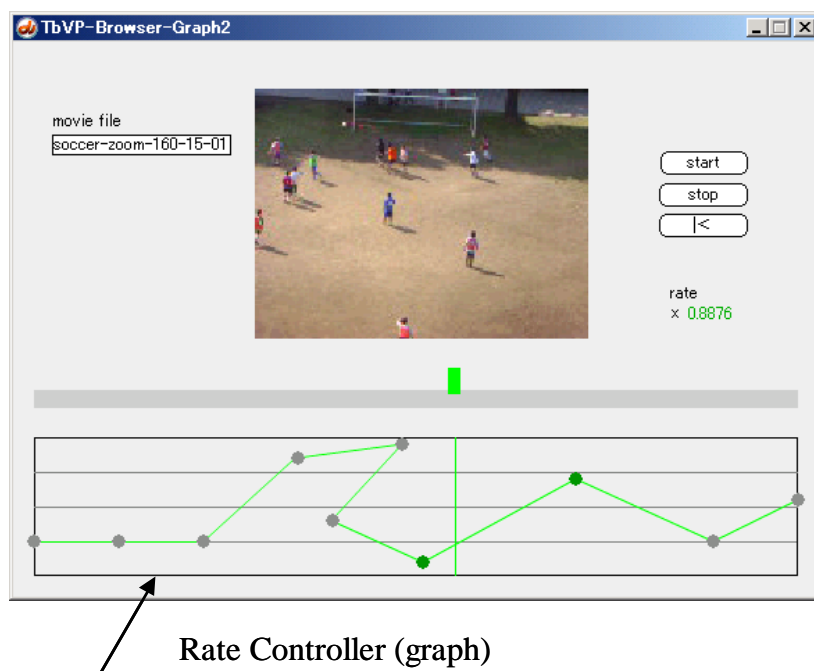 TbVP-Browser-Graph2
movie file
soccer-zoom-160-15-01
start
stop
|<
rate
x 0.8876
Rate Controller (graph)